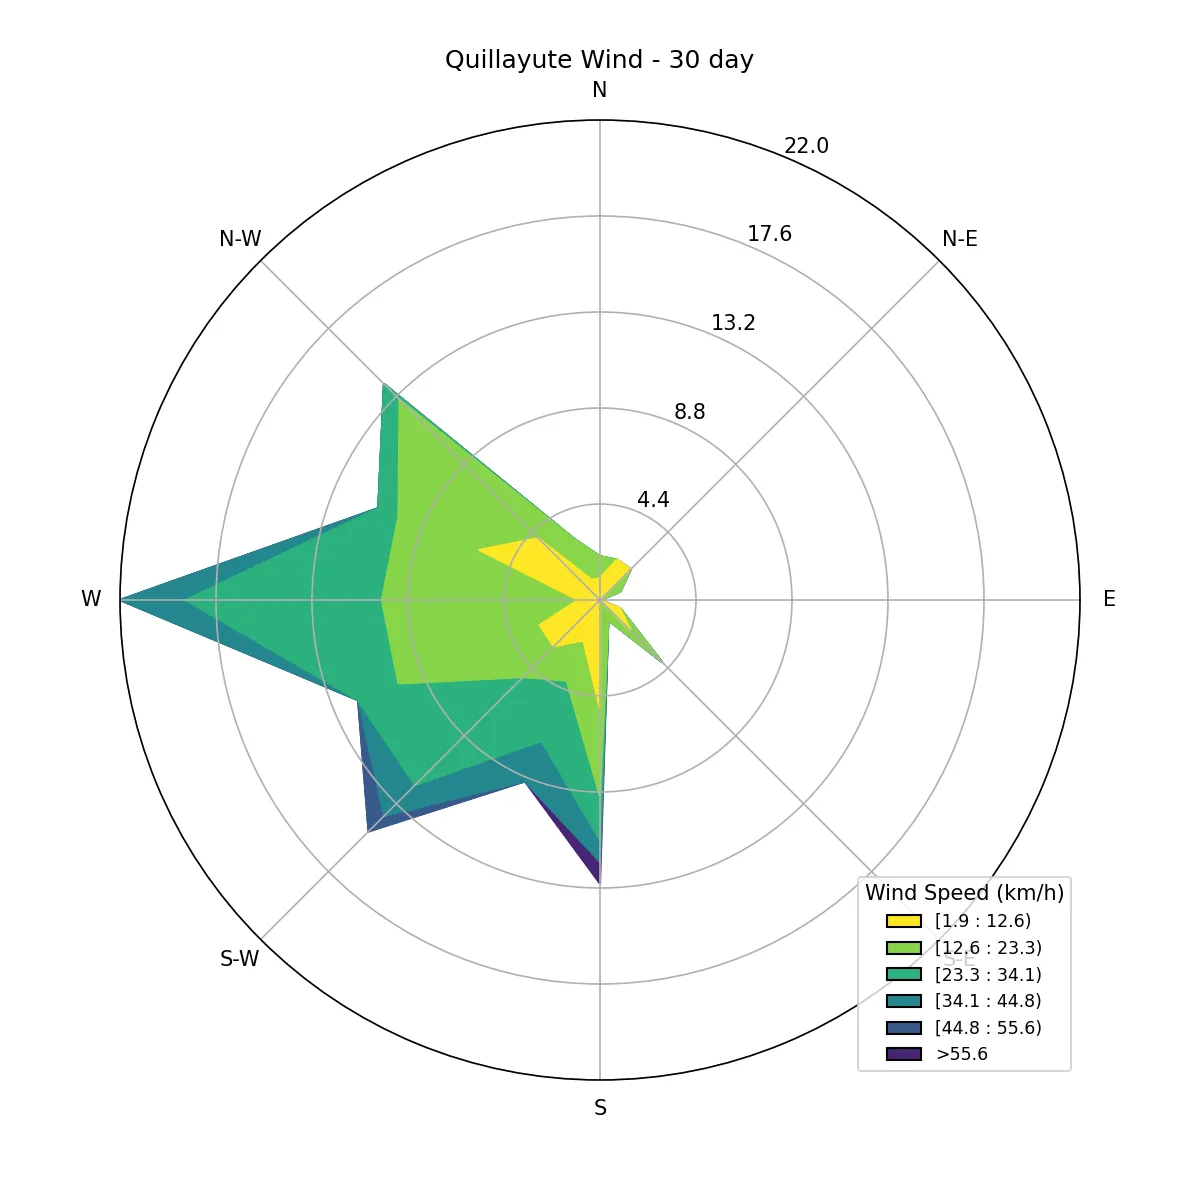 Quillayute Wind - 30 day
N
22.0
17.6
N-W
N-E
13.2
8.8
4.4
W
E
Wind Speed (km/h)
[1.9 : 12.6)
[12.6 : 23.3)
S-W
S-E
[23.3 : 34.1)
[34.1 : 44.8)
[44.8 : 55.6)
>55.6
S